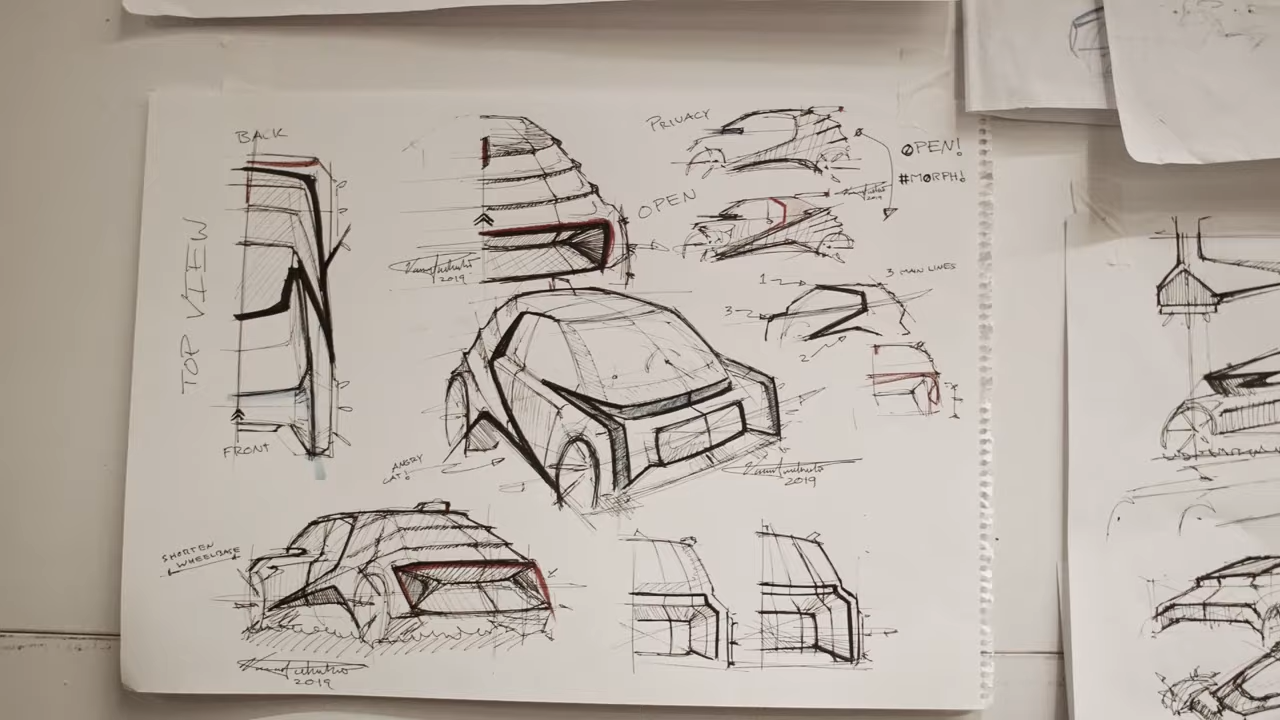 BACK
TOP VIEW
FRONT
2019
PRIVACY
OPEN
OPEN!
#MORPH!
2019
1
3 MAIN LINES
3
2
ANGRY
CAT!
2019
SHORTEN
WHEELBASE
2019